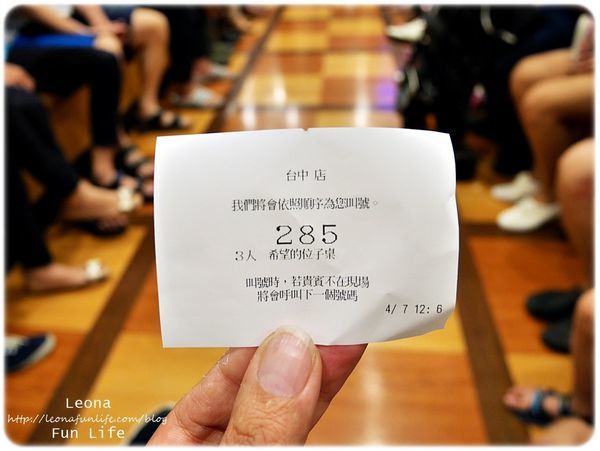 台中 店
我們將會依照順序為您叫號。
285
3人 希望的位子桌
叫號時,若貴賓不在現場
將會呼叫下一個號碼
4/ 7 12: 6
Leona
http://leonafunlife.com/blog
Fun Life